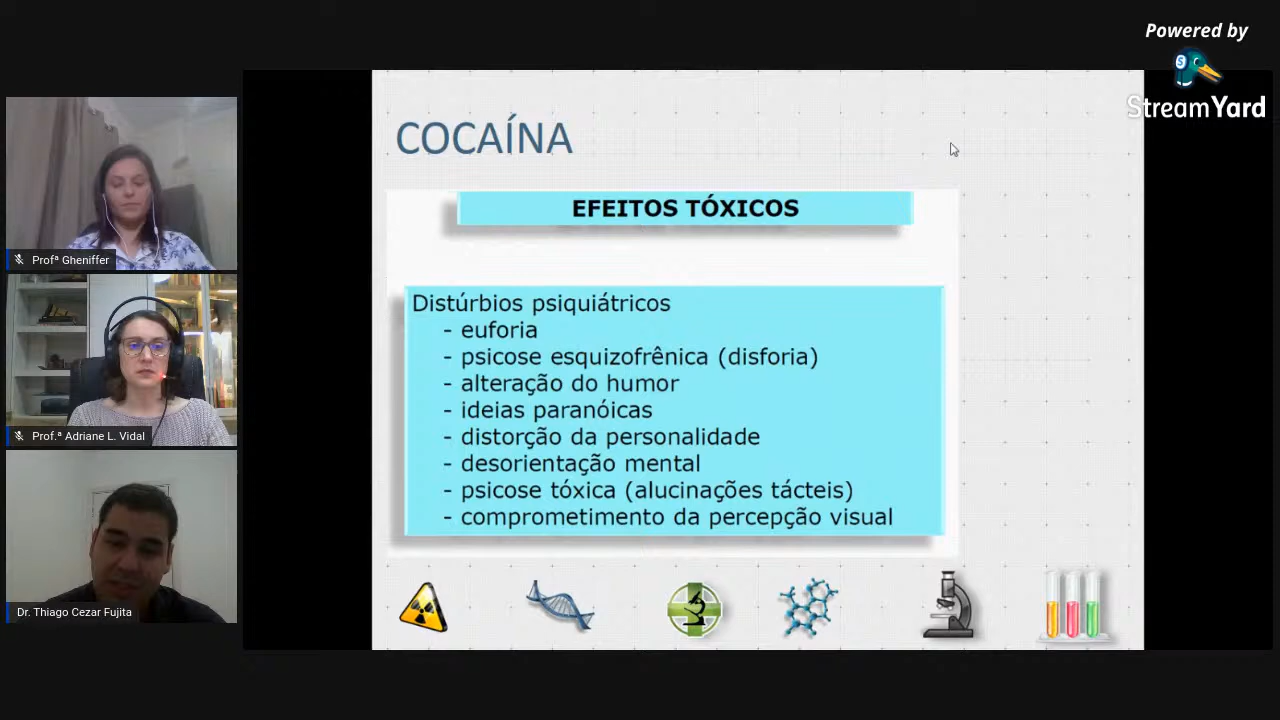 Powered by
StreamYard
COCAÍNA
EFEITOS TÓXICOS
Distúrbios psiquiátricos
- euforia
- psicose esquizofrênica (disforia)
- alteração do humor
- ideias paranóicas
- distorção da personalidade
- desorientação mental
- psicose tóxica (alucinações tácteis)
- comprometimento da percepção visual
Profª Gheniffer
Prof.ª Adriane L. Vidal
Dr. Thiago Cezar Fujita